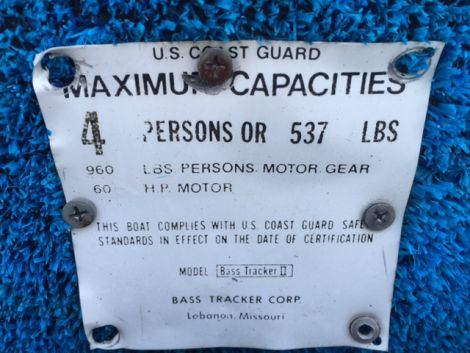 U.S. COAST GUARD
MAXIMUM CAPACITIES
4 PERSONS OR 537 LBS
960 LBS. PERSONS. MOTOR. GEAR
60 H.P. MOTOR
THIS BOAT COMPLIES WITH U.S. COAST GUARD SAFE
STANDARDS IN EFFECT ON THE DATE OF CERTIFICATION
MODEL Bass Tracker II
BASS TRACKER CORP.
Lebanon, Missouri